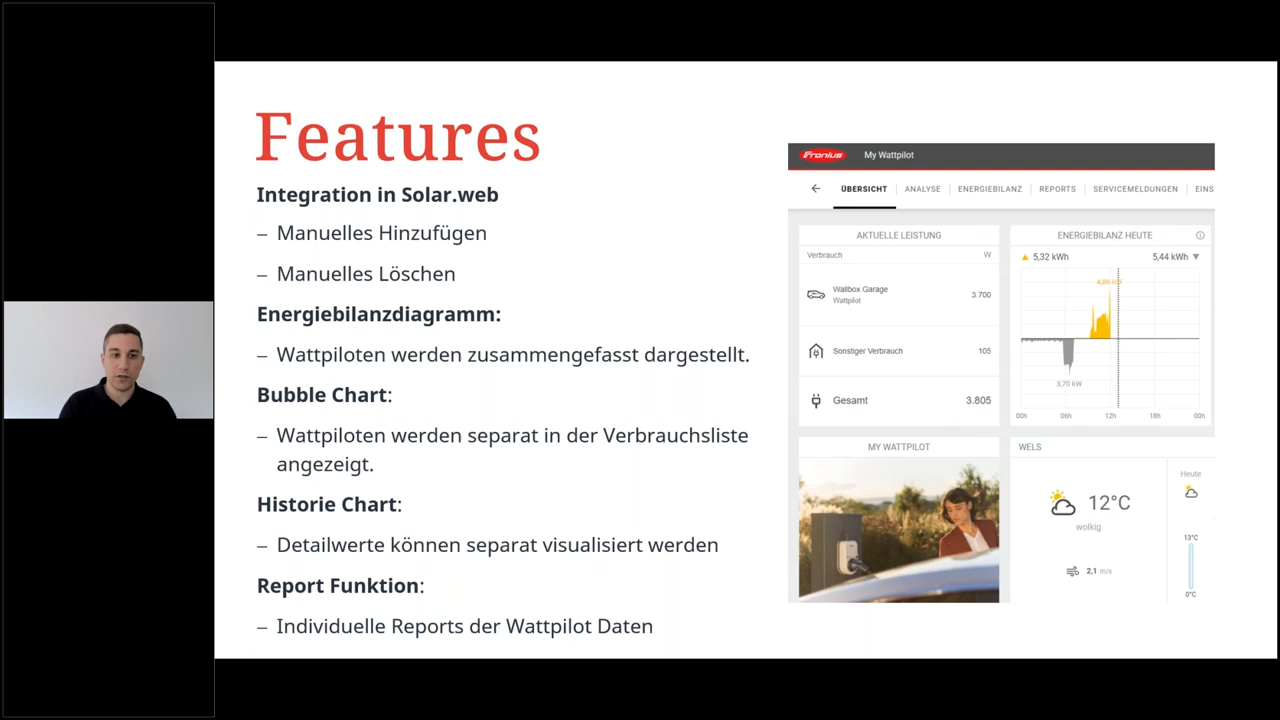 Features
Integration in Solar.web
– Manuelles Hinzufügen
– Manuelles Löschen
Energiebilanzdiagramm:
– Wattpiloten werden zusammengefasst dargestellt.
Bubble Chart:
– Wattpiloten werden separat in der Verbrauchsliste
angezeigt.
Historie Chart:
– Detailwerte können separat visualisiert werden
Report Funktion:
– Individuelle Reports der Wattpilot Daten
Fronius My Wattpilot
ÜBERSICHT ANALYSE ENERGIEBILANZ REPORTS SERVICEMELDUNGEN EINS
AKTUELLE LEISTUNG
Verbrauch W
Wallbox Garage
Wattpilot
3.700
Sonstiger Verbrauch 105
Gesamt 3.805
ENERGIEBILANZ HEUTE
5,32 kWh 5,44 kWh
4,86 kW
3,70 kW
00h 06h 12h 18h 00h
MY WATTPILOT
WELS
12°C
wolkig
2,1 m/s
Heute
13°C
0°C